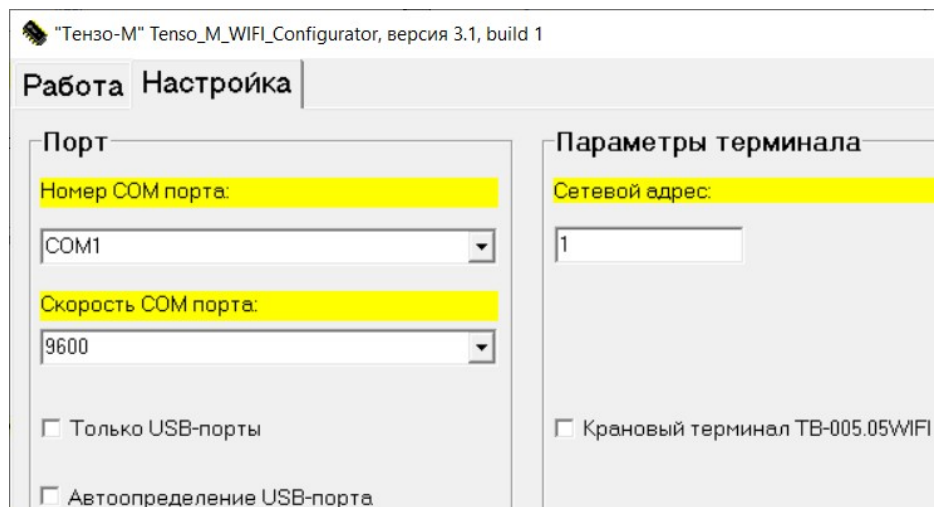 "Тензо-М" Tenso_M_WIFI_Configurator, версия 3.1, build 1
Работа Настройка
Порт
Номер COM порта:
COM1
Скорость COM порта:
9600
Только USB-порты
Автоопределение USB-порта
Параметры терминала
Сетевой адрес:
1
Крановый терминал ТВ-005.05WIFI